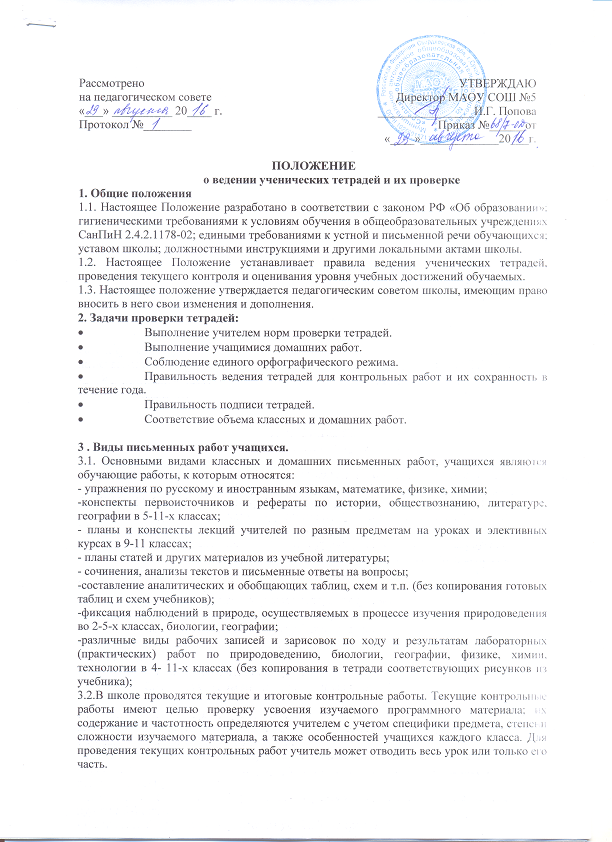 Рассмотрено
на педагогическом совете
«29» августа 2016 г.
Протокол № 1
УТВЕРЖДАЮ
Директор МАОУ СОШ №5
И.Г. Попова
Приказ № от
«29» августа 2016 г.
ПОЛОЖЕНИЕ
о ведении ученических тетрадей и их проверке
1. Общие положения
1.1. Настоящее Положение разработано в соответствии с законом РФ «Об образовании»;
гигиеническими требованиями к условиям обучения в общеобразовательных учреждениях
СанПиН 2.4.2.1178-02; едиными требованиями к устной и письменной речи обучающихся;
уставом школы; должностными инструкциями и другими локальными актами школы.
1.2. Настоящее Положение устанавливает правила ведения ученических тетрадей,
проведения текущего контроля и оценивания уровня учебных достижений обучаемых.
1.3. Настоящее положение утверждается педагогическим советом школы, имеющим право
вносить в него свои изменения и дополнения.
2. Задачи проверки тетрадей:
• Выполнение учителем норм проверки тетрадей.
• Выполнение учащимися домашних работ.
• Соблюдение единого орфографического режима.
• Правильность ведения тетрадей для контрольных работ и их сохранность в
течение года.
• Правильность подписи тетрадей.
• Соответствие объема классных и домашних работ.
3 . Виды письменных работ учащихся.
3.1. Основными видами классных и домашних письменных работ, учащихся являются
обучающие работы, к которым относятся:
- упражнения по русскому и иностранным языкам, математике, физике, химии;
-конспекты первоисточников и рефераты по истории, обществознанию, литературе,
географии в 5-11-х классах;
- планы и конспекты лекций учителей по разным предметам на уроках и элективных
курсах в 9-11 классах;
- планы статей и других материалов из учебной литературы;
- сочинения, анализы текстов и письменные ответы на вопросы;
-составление аналитических и обобщающих таблиц, схем и т.п. (без копирования готовых
таблиц и схем учебников);
-фиксация наблюдений в природе, осуществляемых в процессе изучения природоведения
во 2-5-х классах, биологии, географии;
-различные виды рабочих записей и зарисовок по ходу и результатам лабораторных
(практических) работ по природоведению, биологии, географии, физике, химии,
технологии в 4- 11-х классах (без копирования в тетради соответствующих рисунков из
учебника);
3.2.В школе проводятся текущие и итоговые контрольные работы. Текущие контрольные
работы имеют целью проверку усвоения изучаемого программного материала; их
содержание и частотность определяются учителем с учетом специфики предмета, степени
сложности изучаемого материала, а также особенностей учащихся каждого класса. Для
проведения текущих контрольных работ учитель может отводить весь урок или только его
часть.